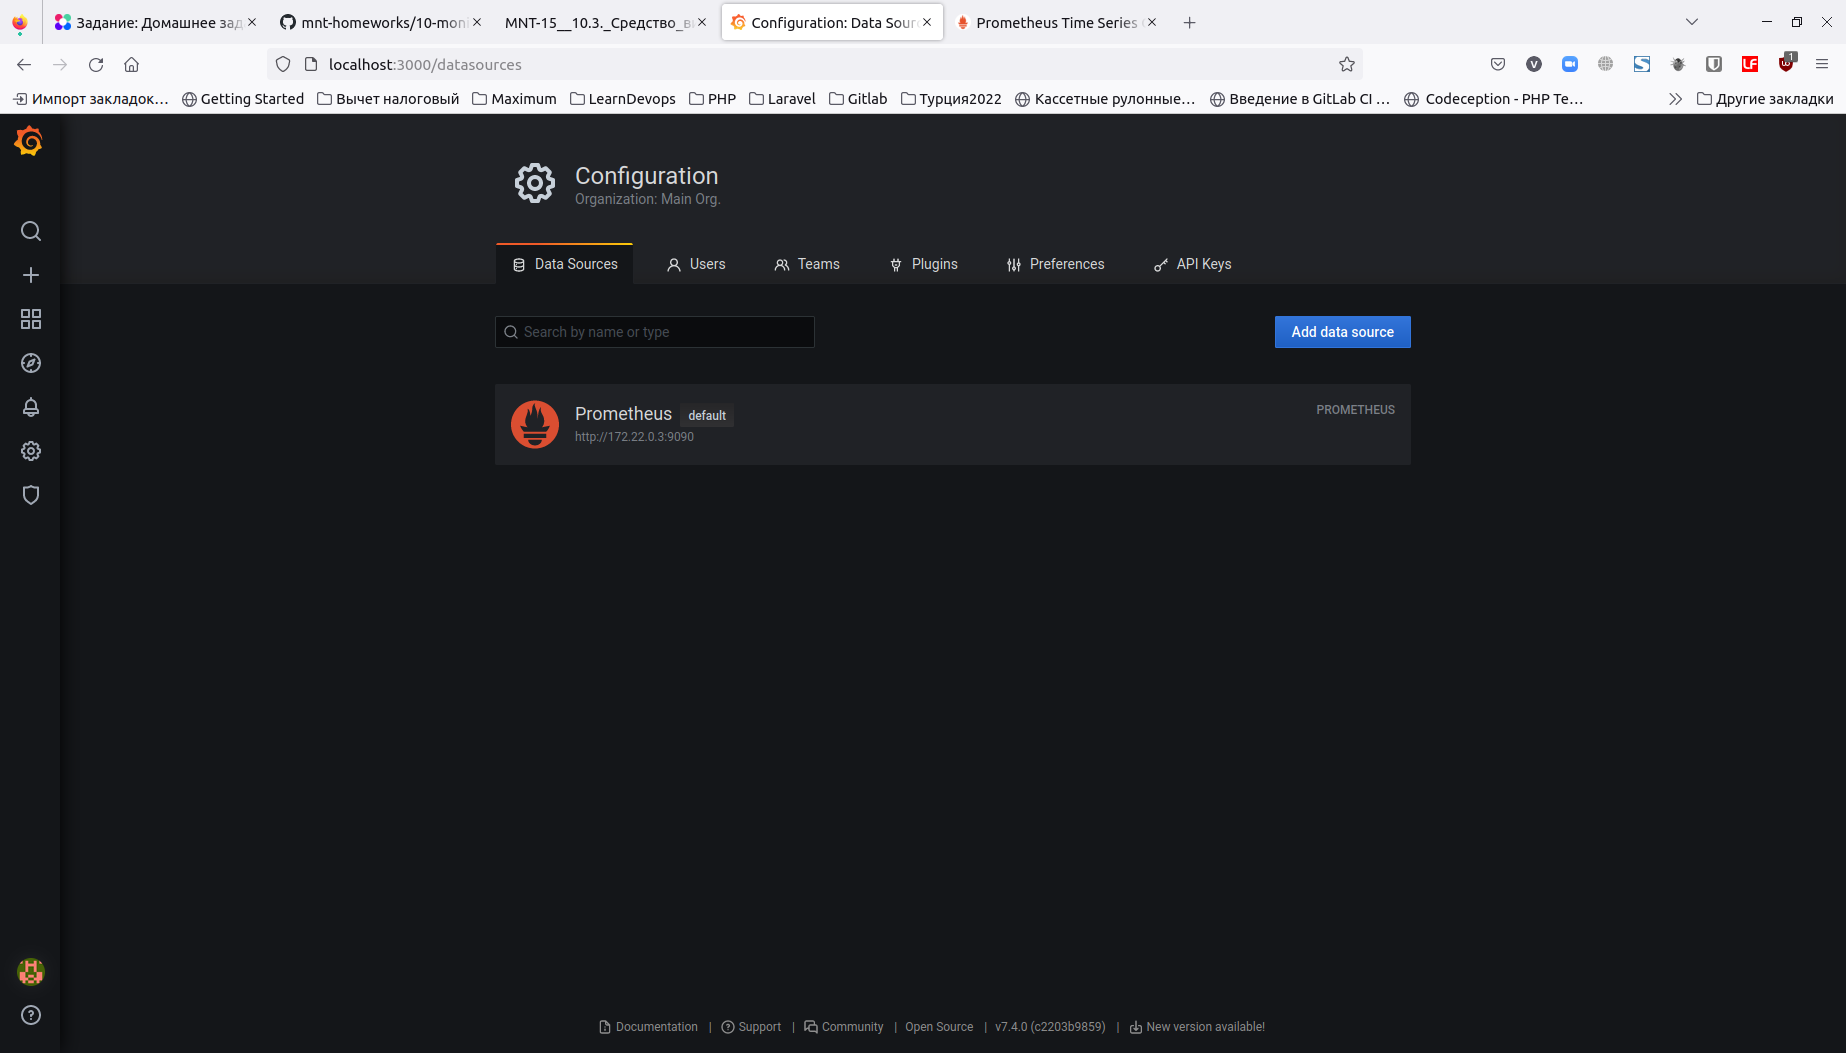 Задание: Домашнее зад
mnt-homeworks/10-mon
MNT-15__10.3._Средство_ви
Configuration: Data Sour
Prometheus Time Series
localhost:3000/datasources
1
Импорт закладок…
Getting Started
Вычет налоговый
Maximum
LearnDevops
PHP
Laravel
Gitlab
Турция2022
Кассетные рулонные…
Введение в GitLab CI …
Codeception - PHP Te…
Другие закладки
Configuration
Organization: Main Org.
Data Sources
Users
Teams
Plugins
Preferences
API Keys
Search by name or type
Add data source
Prometheus default
PROMETHEUS
http://172.22.0.3:9090
Documentation | Support | Community | Open Source | v7.4.0 (c2203b9859) | New version available!